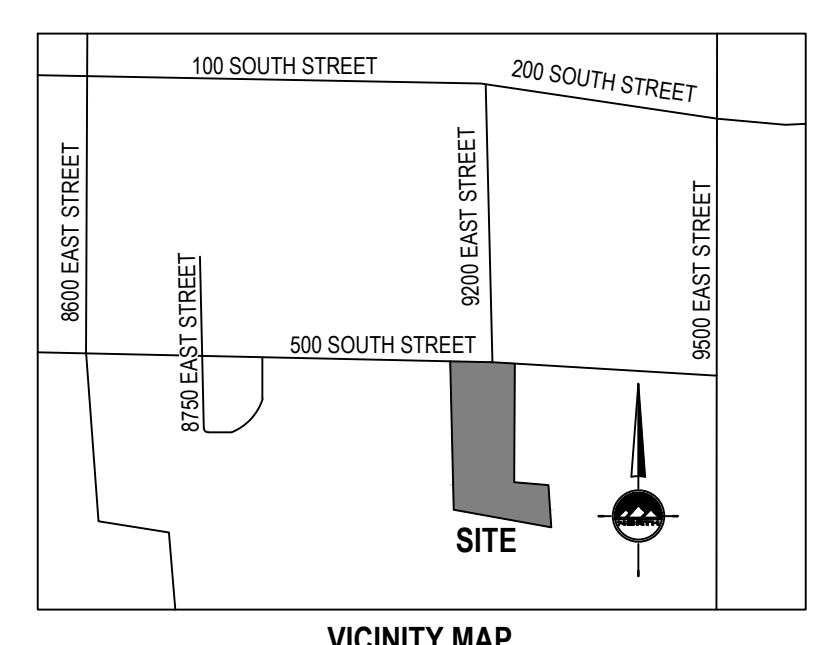 100 SOUTH STREET
200 SOUTH STREET
8600 EAST STREET
9200 EAST STREET
9500 EAST STREET
8750 EAST STREET
500 SOUTH STREET
SITE
NORTH
VICINITY MAP